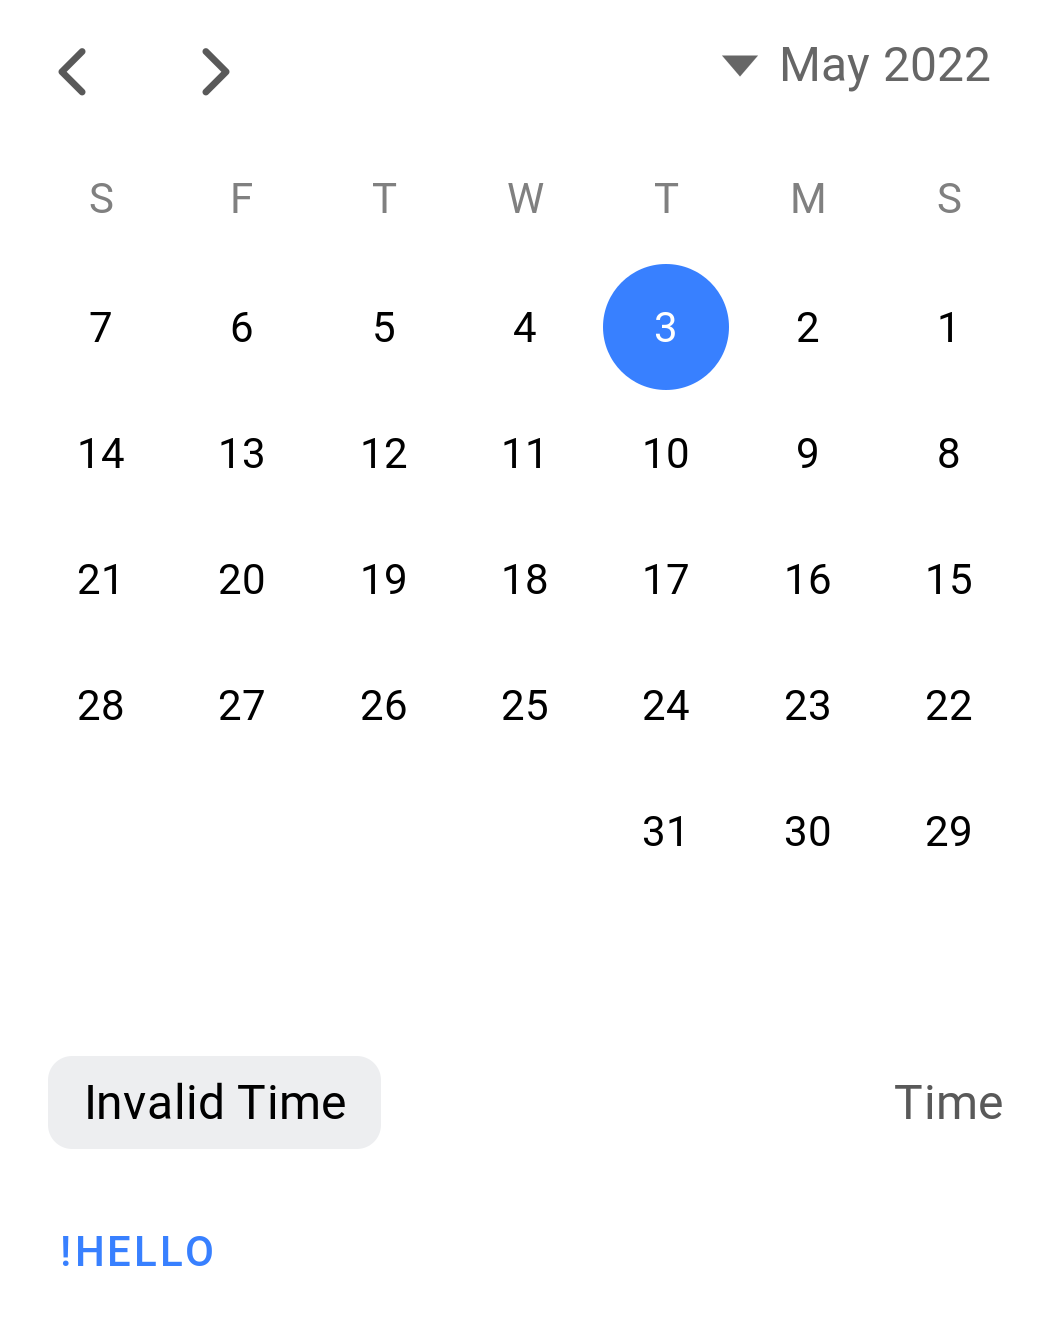 May 2022
S F T W T M S
7 6 5 4 3 2 1
14 13 12 11 10 9 8
21 20 19 18 17 16 15
28 27 26 25 24 23 22
31 30 29
Invalid Time Time
!HELLO